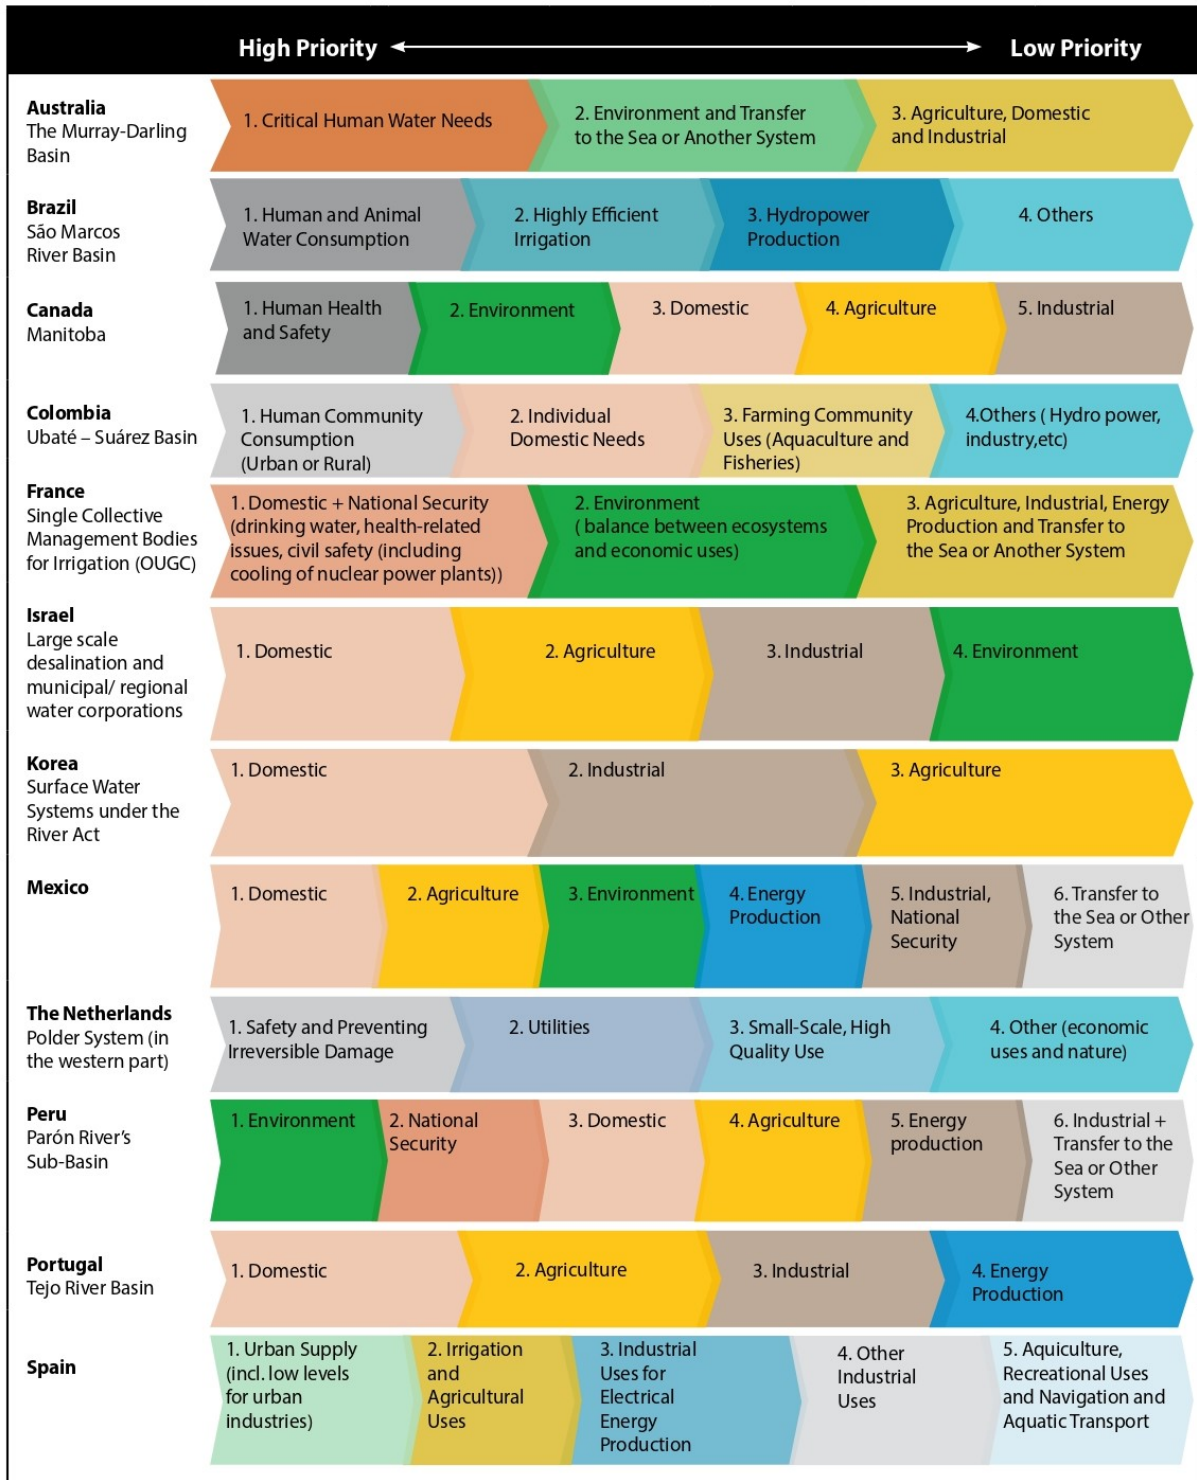 High Priority
Low Priority
Australia
The Murray-Darling
Basin
1. Critical Human Water Needs
2. Environment and Transfer
to the Sea or Another System
3. Agriculture, Domestic
and Industrial
Brazil
São Marcos
River Basin
1. Human and Animal
Water Consumption
2. Highly Efficient
Irrigation
3. Hydropower
Production
4. Others
Canada
Manitoba
1. Human Health
and Safety
2. Environment
3. Domestic
4. Agriculture
5. Industrial
Colombia
Ubaté – Suárez Basin
1. Human Community
Consumption
(Urban or Rural)
2. Individual
Domestic Needs
3. Farming Community
Uses (Aquaculture and
Fisheries)
4.Others ( Hydro power,
industry,etc)
France
Single Collective
Management Bodies
for Irrigation (OUGC)
1. Domestic + National Security
(drinking water, health-related
issues, civil safety (including
cooling of nuclear power plants))
2. Environment
( balance between ecosystems
and economic uses)
3. Agriculture, Industrial, Energy
Production and Transfer to
the Sea or Another System
Israel
Large scale
desalination and
municipal/ regional
water corporations
1. Domestic
2. Agriculture
3. Industrial
4. Environment
Korea
Surface Water
Systems under the
River Act
1. Domestic
2. Industrial
3. Agriculture
Mexico
1. Domestic
2. Agriculture
3. Environment
4. Energy
Production
5. Industrial,
National
Security
6. Transfer to
the Sea or Other
System
The Netherlands
Polder System (in
the western part)
1. Safety and Preventing
Irreversible Damage
2. Utilities
3. Small-Scale, High
Quality Use
4. Other (economic
uses and nature)
Peru
Parón River's
Sub-Basin
1. Environment
2. National
Security
3. Domestic
4. Agriculture
5. Energy
production
6. Industrial +
Transfer to the
Sea or Other
System
Portugal
Tejo River Basin
1. Domestic
2. Agriculture
3. Industrial
4. Energy
Production
Spain
1. Urban Supply
(incl. low levels
for urban
industries)
2. Irrigation
and
Agricultural
Uses
3. Industrial
Uses for
Electrical
Energy
Production
4. Other
Industrial
Uses
5. Aquiculture,
Recreational Uses
and Navigation and
Aquatic Transport